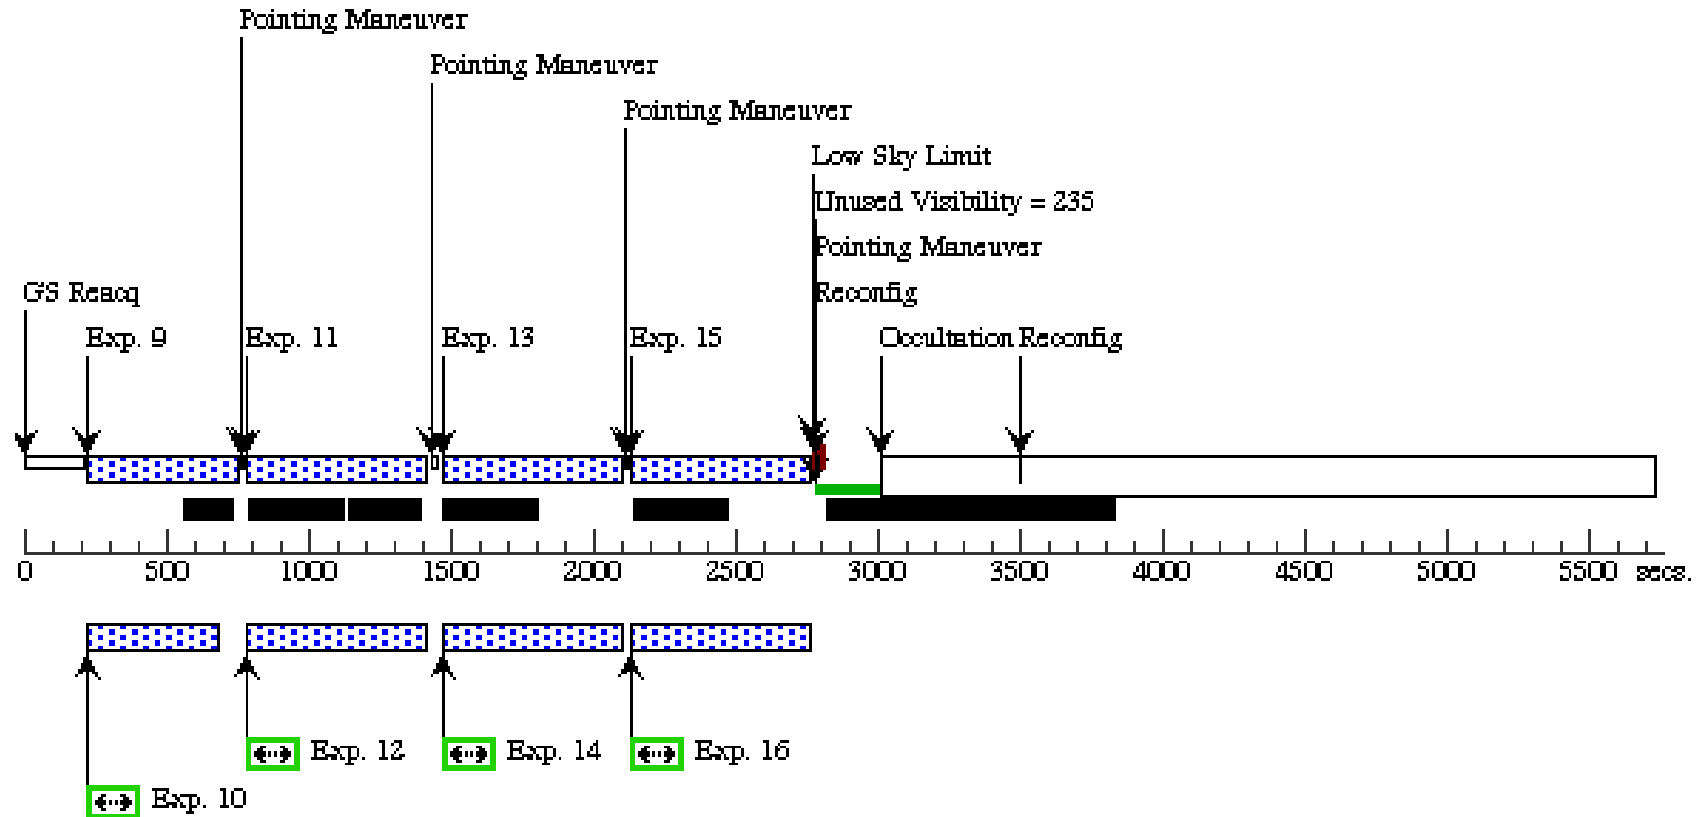 Pointing Maneuver
Pointing Maneuver
Pointing Maneuver
Low Sky Limit
Unused Visibility = 235
Pointing Maneuver
GS Reacq
Reconfig
Exp. 9
Exp. 11
Exp. 13
Exp. 15
Occultation
Reconfig
0 500 1000 1500 2000 2500 3000 3500 4000 4500 5000 5500 secs.
Exp. 12
Exp. 14
Exp. 16
Exp. 10